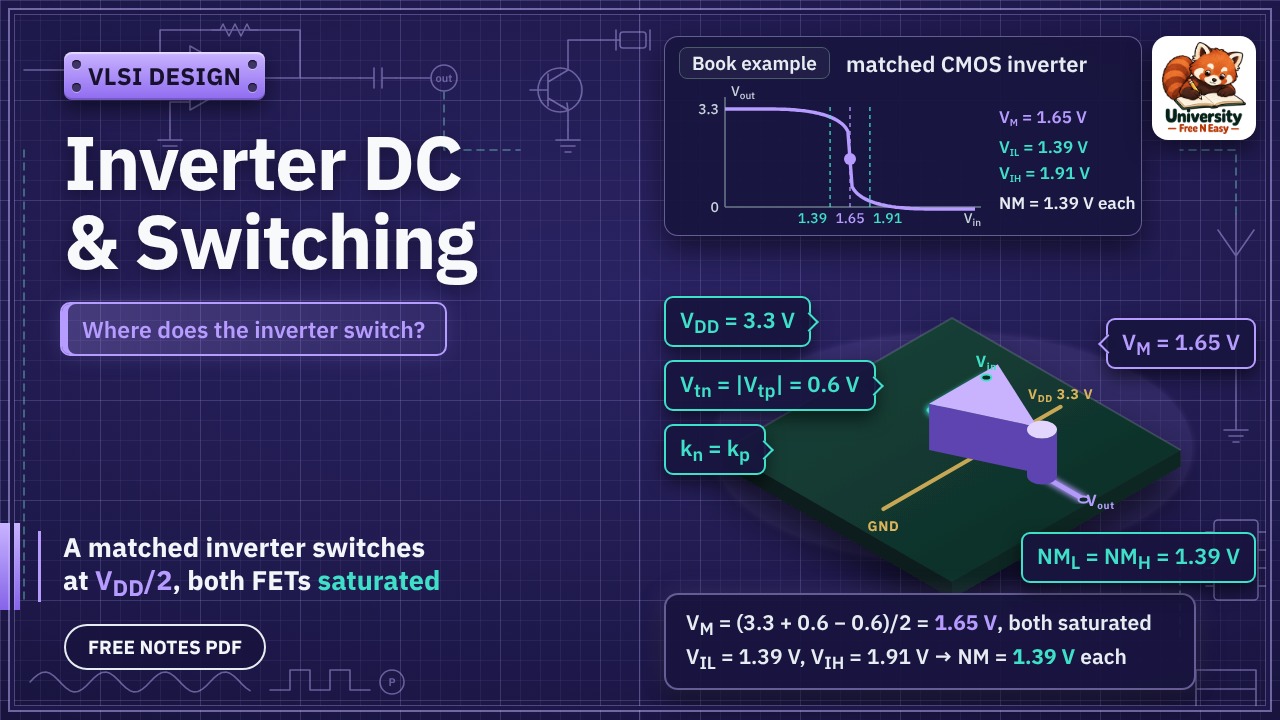 VLSI DESIGN
out
Inverter DC
& Switching
Where does the inverter switch?
A matched inverter switches
at VDD/2, both FETs saturated
FREE NOTES PDF
P
Book example matched CMOS inverter
Vout
3.3
0
1.39 1.65 1.91
Vin
VM = 1.65 V
VIL = 1.39 V
VIH = 1.91 V
NM = 1.39 V each
University
Free N Easy
VDD = 3.3 V
Vtn = |Vtp| = 0.6 V
kn = kp
VM = 1.65 V
Vin
VDD 3.3 V
Vout
GND
NML = NMH = 1.39 V
VM = (3.3 + 0.6 − 0.6)/2 = 1.65 V, both saturated
VIL = 1.39 V, VIH = 1.91 V → NM = 1.39 V each